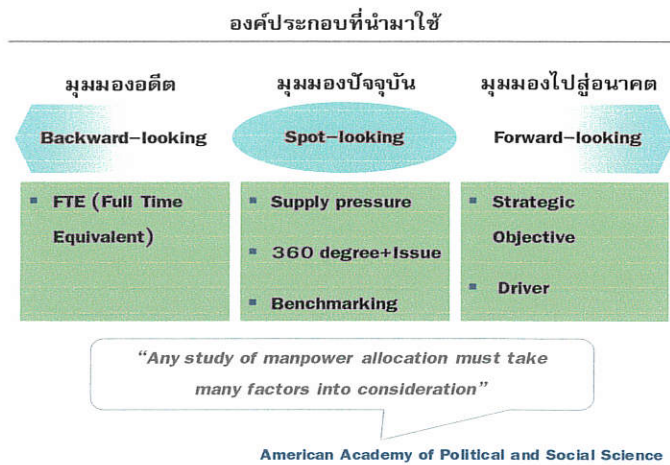 องค์ประกอบที่นำมาใช้
มุมมองอดีต
มุมมองปัจจุบัน
มุมมองไปสู่อนาคต
Backward-looking
Spot-looking
Forward-looking
▪ FTE (Full Time
Equivalent)
▪ Supply pressure
▪ 360 degree+Issue
▪ Benchmarking
▪ Strategic
Objective
▪ Driver
“Any study of manpower allocation must take
many factors into consideration”
American Academy of Political and Social Science